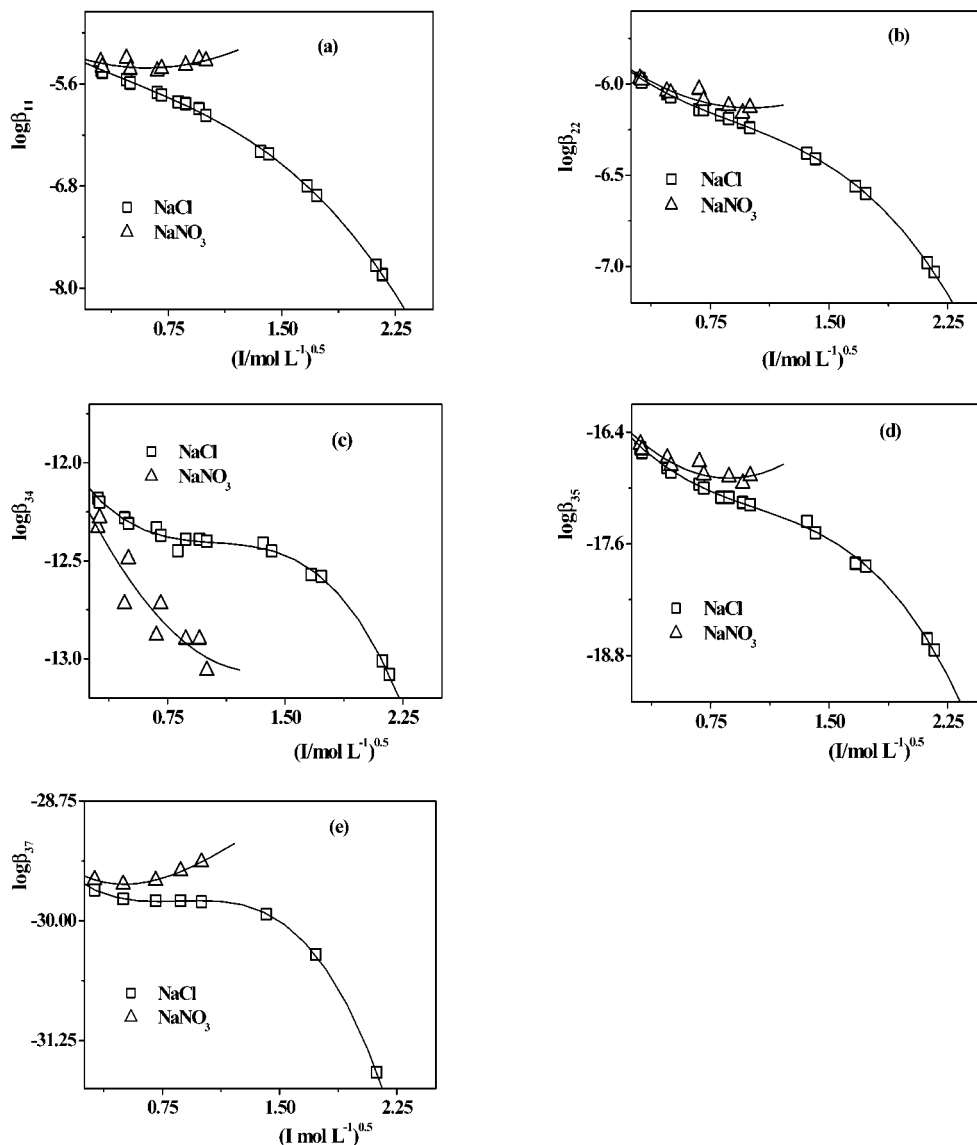 (a)
-5.6
-6.8
-8.0
logβ₁₁
NaCl
NaNO₃
0.75 1.50 2.25
(I/mol L⁻¹)⁰·⁵
(b)
-6.0
-6.5
-7.0
logβ₂₂
NaCl
NaNO₃
0.75 1.50 2.25
(I/mol L⁻¹)⁰·⁵
(c)
-12.0
-12.5
-13.0
logβ₃₄
NaCl
NaNO₃
0.75 1.50 2.25
(I/mol L⁻¹)⁰·⁵
(d)
-16.4
-17.6
-18.8
logβ₃₅
NaCl
NaNO₃
0.75 1.50 2.25
(I/mol L⁻¹)⁰·⁵
(e)
-28.75
-30.00
-31.25
logβ₃₇
NaCl
NaNO₃
0.75 1.50 2.25
(I mol L⁻¹)⁰·⁵